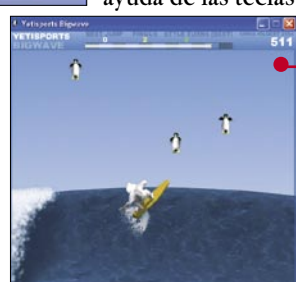 ayuda de las teclas
Yetisports Bigwave
YETISPORTS
BIGWAVE
0 2
511